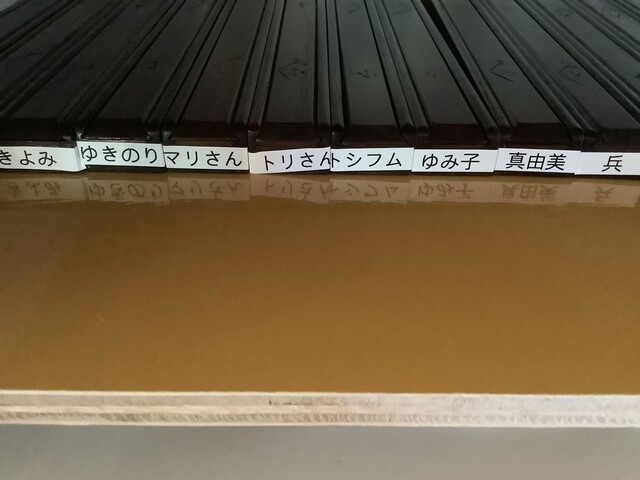 きよみ
ゆきのり
マリさん
トリさん
トシフム
ゆみ子
真由美
兵